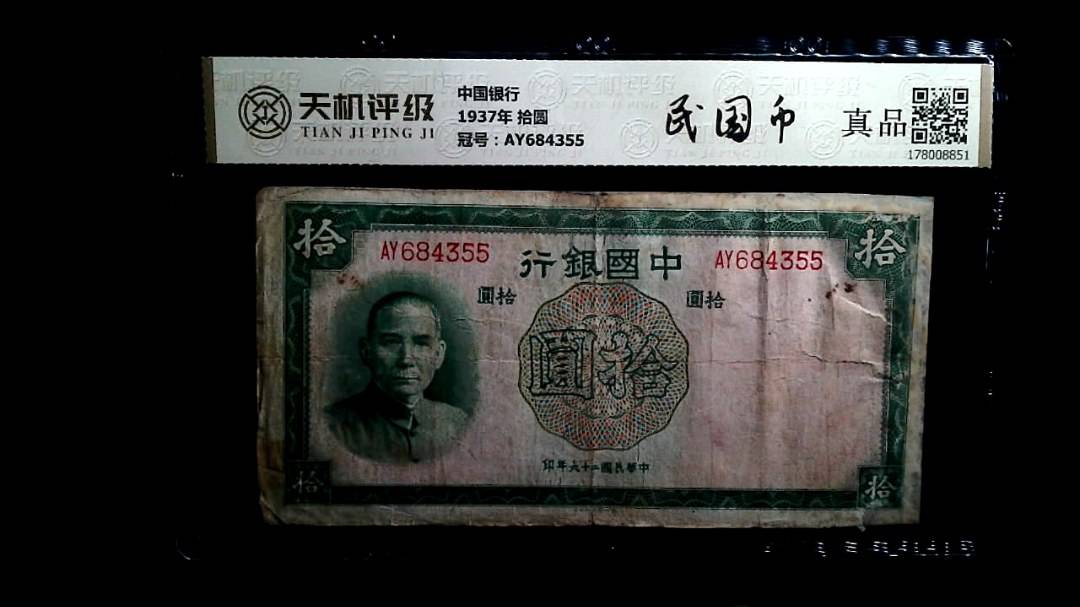 天机评级
TIAN JI PING JI
中国银行
1937年 拾圆
冠号：AY684355
民国币
真品
178008851
拾
拾
AY684355
行銀國中
AY684355
圓拾
圓拾
圓拾
印年六十二國民華中
拾
拾